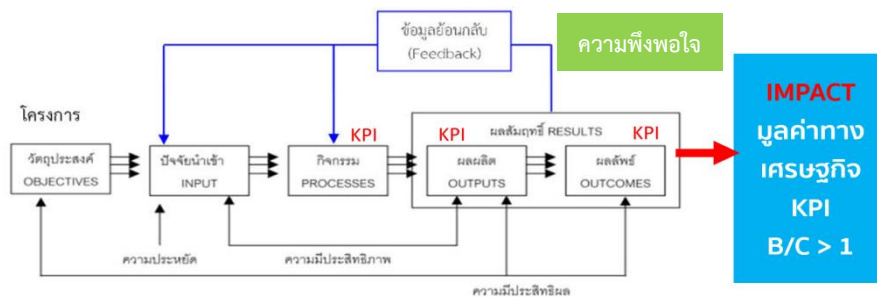 ข้อมูลย้อนกลับ
(Feedback)
ความพึงพอใจ
โครงการ
KPI
KPI
ผลสัมฤทธิ์ RESULTS
KPI
วัตถุประสงค์
OBJECTIVES
ปัจจัยนำเข้า
INPUT
กิจกรรม
PROCESSES
ผลผลิต
OUTPUTS
ผลลัพธ์
OUTCOMES
IMPACT
มูลค่าทาง
เศรษฐกิจ
KPI
B/C > 1
ความประหยัด
ความมีประสิทธิภาพ
ความมีประสิทธิผล